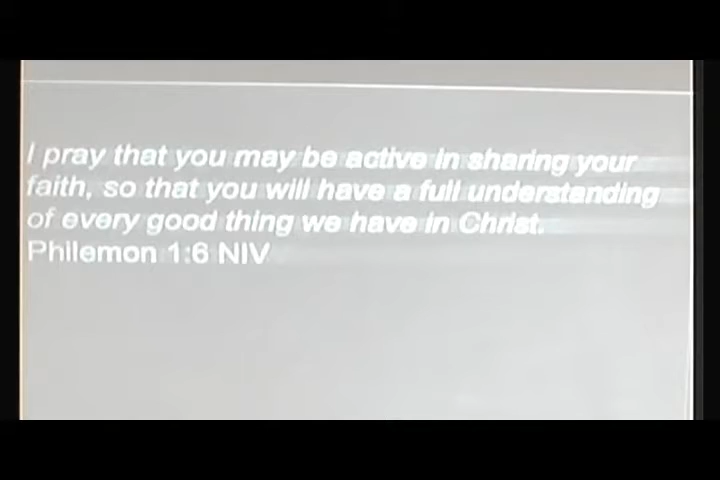 I pray that you may be active in sharing your
faith, so that you will have a full understanding
of every good thing we have in Christ.
Philemon 1:6 NIV